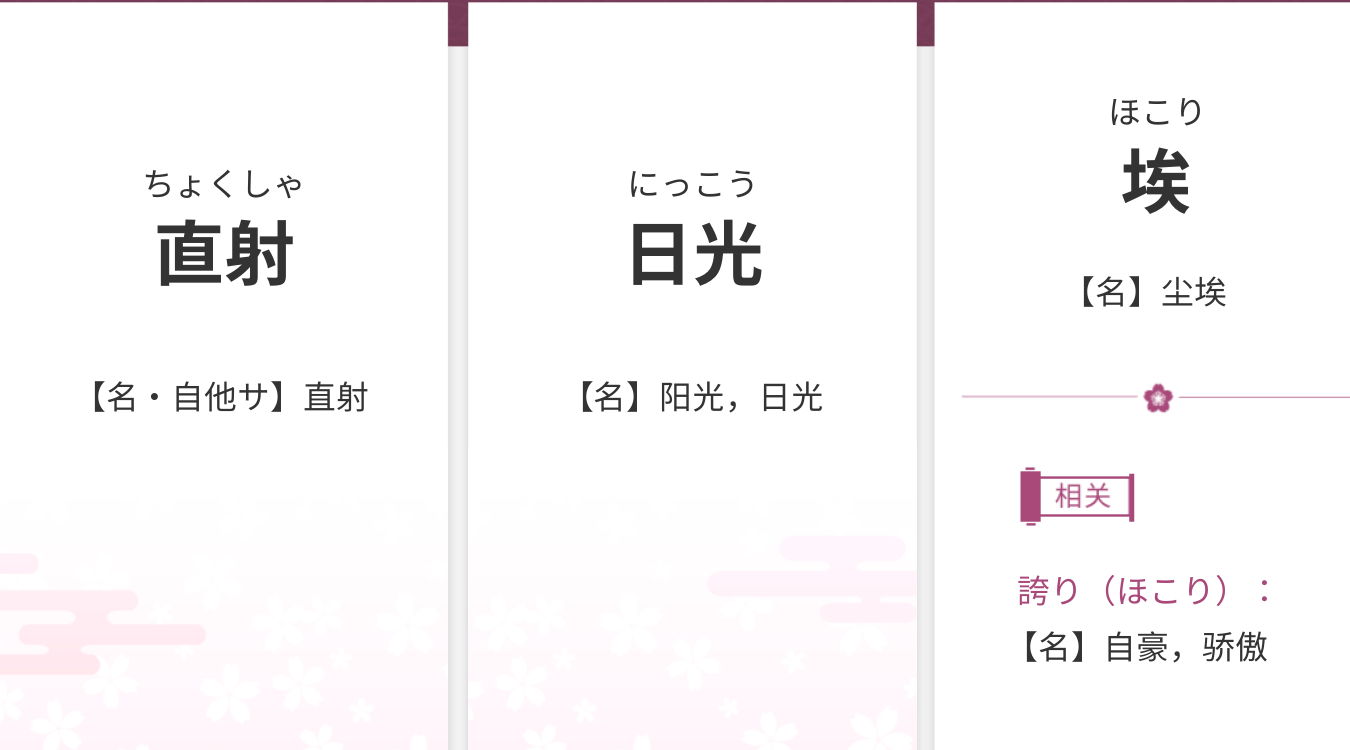 ちょくしゃ
直射
【名・自他サ】直射
にっこう
日光
【名】阳光，日光
ほこり
埃
【名】尘埃
相关
誇り（ほこり）：
【名】自豪，骄傲